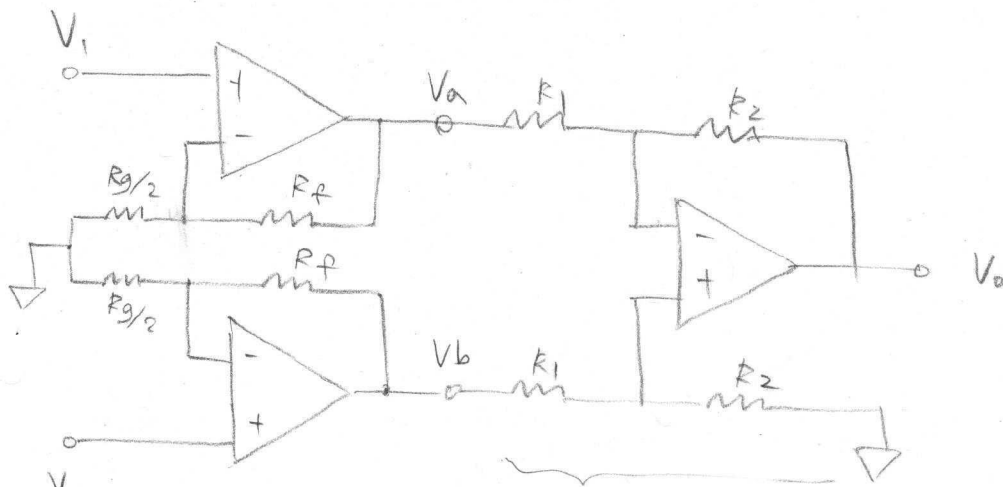 V1
+
-
Va
R1
R2
Rg/2
Rf
-
+
Vo
Rg/2
Rf
-
+
Vb
R1
R2
V